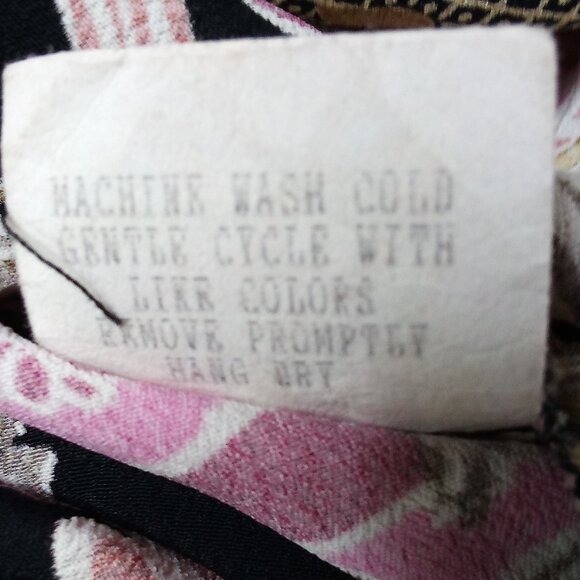 MACHINE WASH COLD
GENTLE CYCLE WITH
LIKE COLORS
REMOVE PROMPTLY
HANG DRY